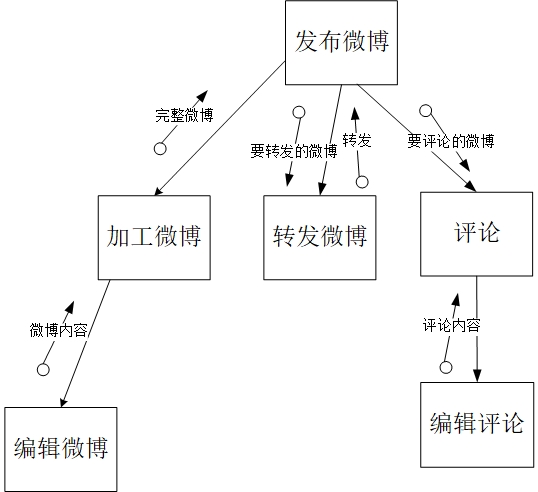 发布微博
完整微博
要转发的微博
转发
要评论的微博
加工微博
转发微博
评论
微博内容
评论内容
编辑微博
编辑评论